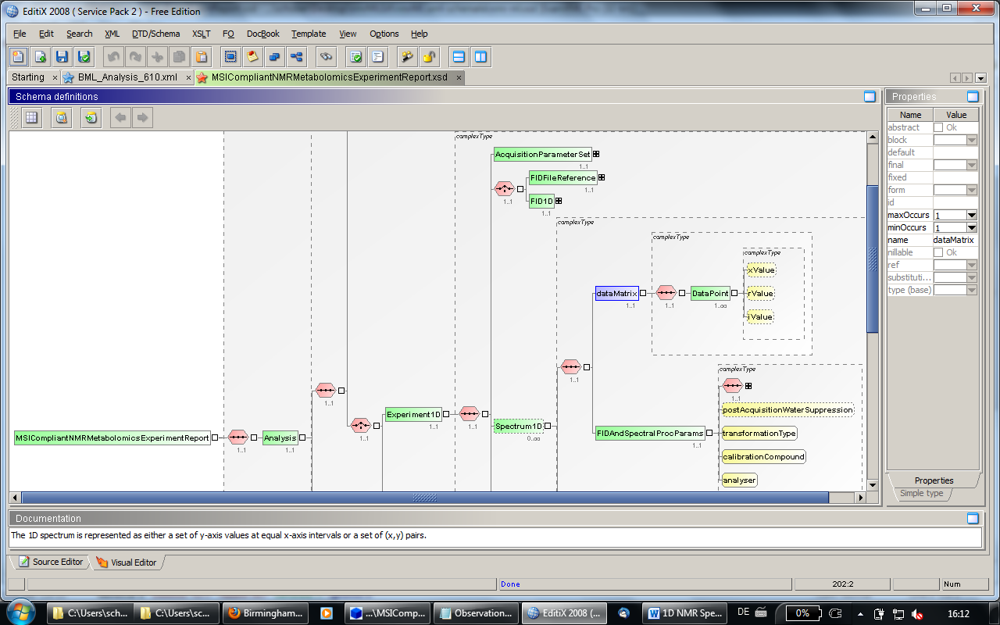 EditiX 2008 ( Service Pack 2 ) - Free Edition
File Edit Search XML DTD/Schema XSLT FO DocBook Template View Options Help
Starting × BML_Analysis_610.xml × MSICompliantNMRMetabolomicsExperimentReport.xsd ×
Schema definitions
complexType
AcquisitionParameterSet
1..1
FIDFileReference
1..1
1..1
FID1D
1..1
complexType
complexType
complexType
xValue
dataMatrix
1..1
1..1
DataPoint
1..∞
rValue
iValue
1..1
complexType
1..1
1..1
postAcquisitionWaterSuppression
Experiment1D
1..1
1..1
1..1
Spectrum1D
0..∞
FIDAndSpectralProcParams
1..1
transformationType
MSICompliantNMRMetabolomicsExperimentReport
1..1
Analysis
1..1
calibrationCompound
analyser
Properties
Name Value
abstract Ok
block
default
final
fixed
form
id
maxOccurs 1
minOccurs 1
name dataMatrix
nillable Ok
ref
substituti...
type (base)
Properties
Simple type
Documentation
The 1D spectrum is represented as either a set of y-axis values at equal x-axis intervals or a set of (x,y) pairs.
Source Editor Visual Editor
Done 202:2 Num
C:\Users\sch... C:\Users\sc... Birmingham... ...\MSIComp... Observation... EditiX 2008 (... 1D NMR Spe... DE 0% 16:12